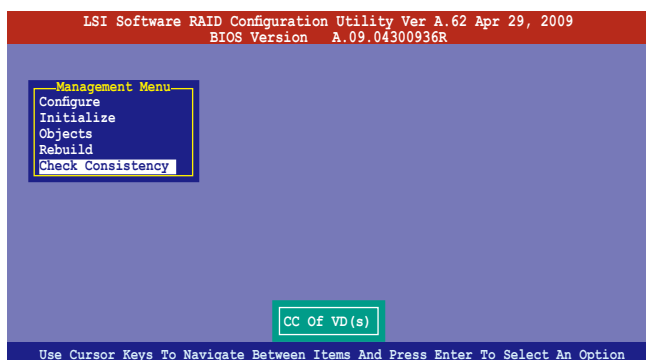 LSI Software RAID Configuration Utility Ver A.62 Apr 29, 2009
BIOS Version A.09.04300936R
Management Menu
Configure
Initialize
Objects
Rebuild
Check Consistency
CC Of VD(s)
Use Cursor Keys To Navigate Between Items And Press Enter To Select An Option